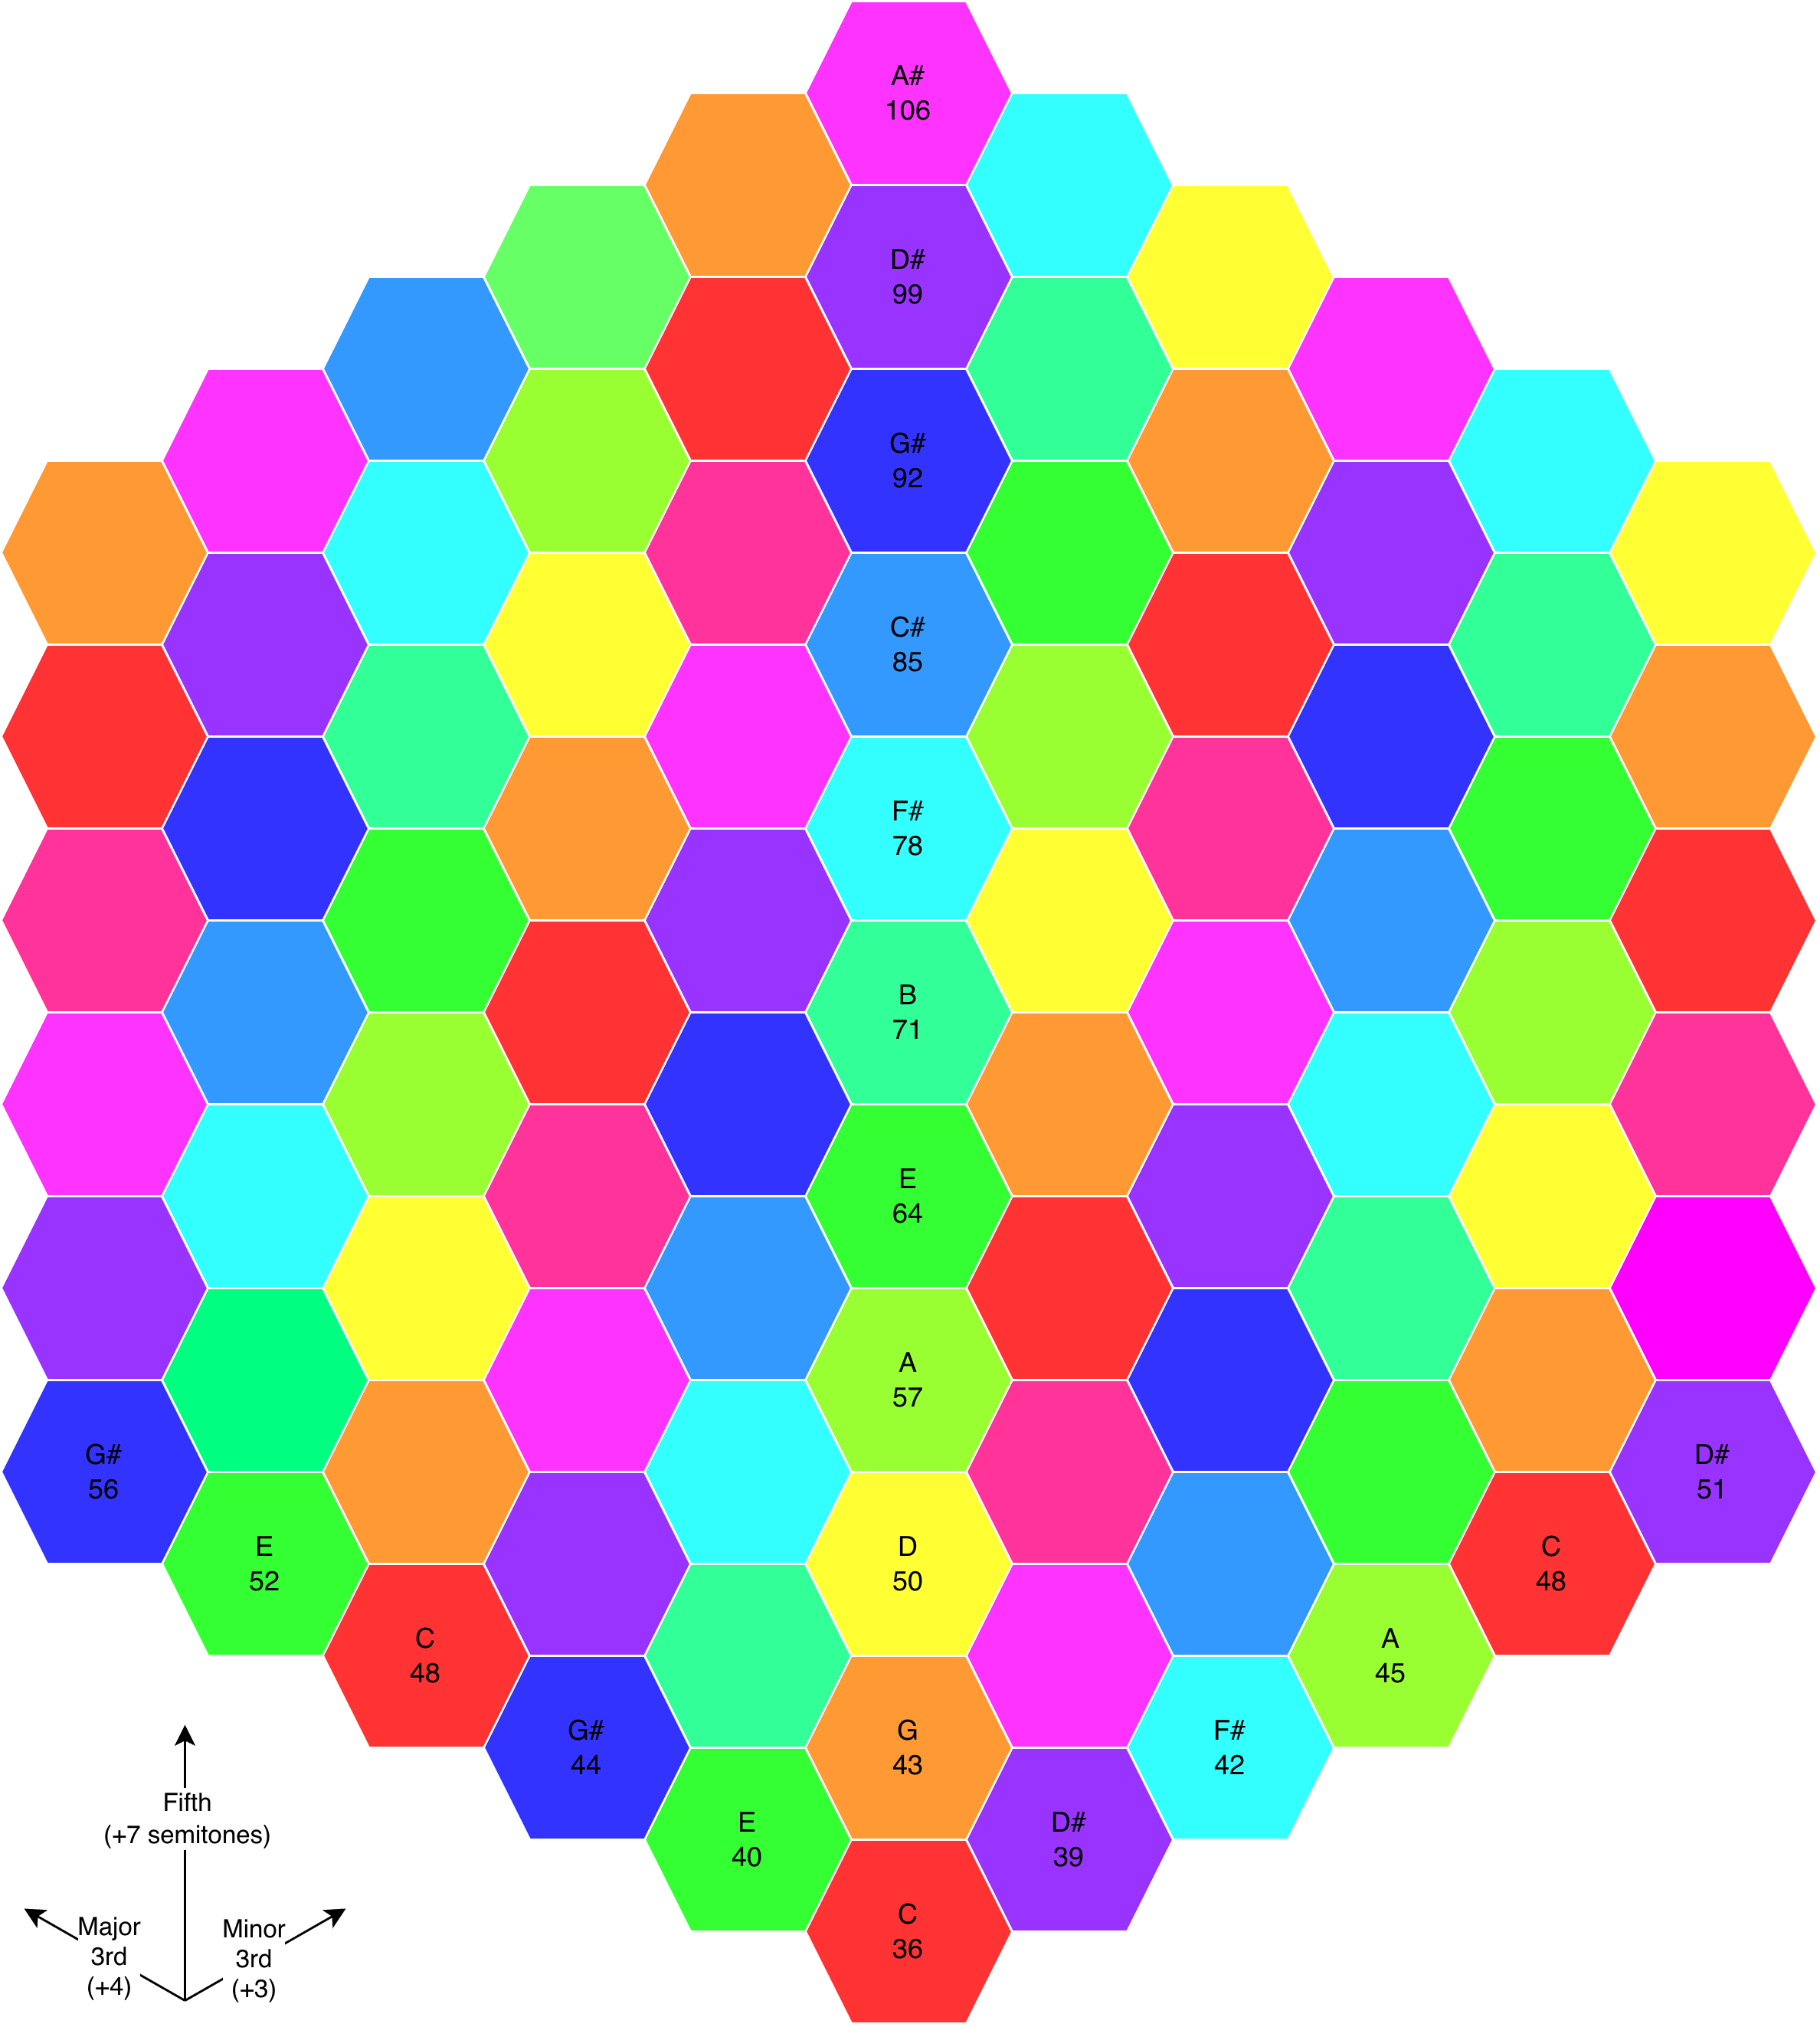 A#
106
D#
99
G#
92
C#
85
F#
78
B
71
E
64
A
57
G#
56
D#
51
E
52
D
50
C
48
C
48
A
45
G#
44
G
43
F#
42
E
40
D#
39
C
36
Fifth
(+7 semitones)
Major
3rd
(+4)
Minor
3rd
(+3)